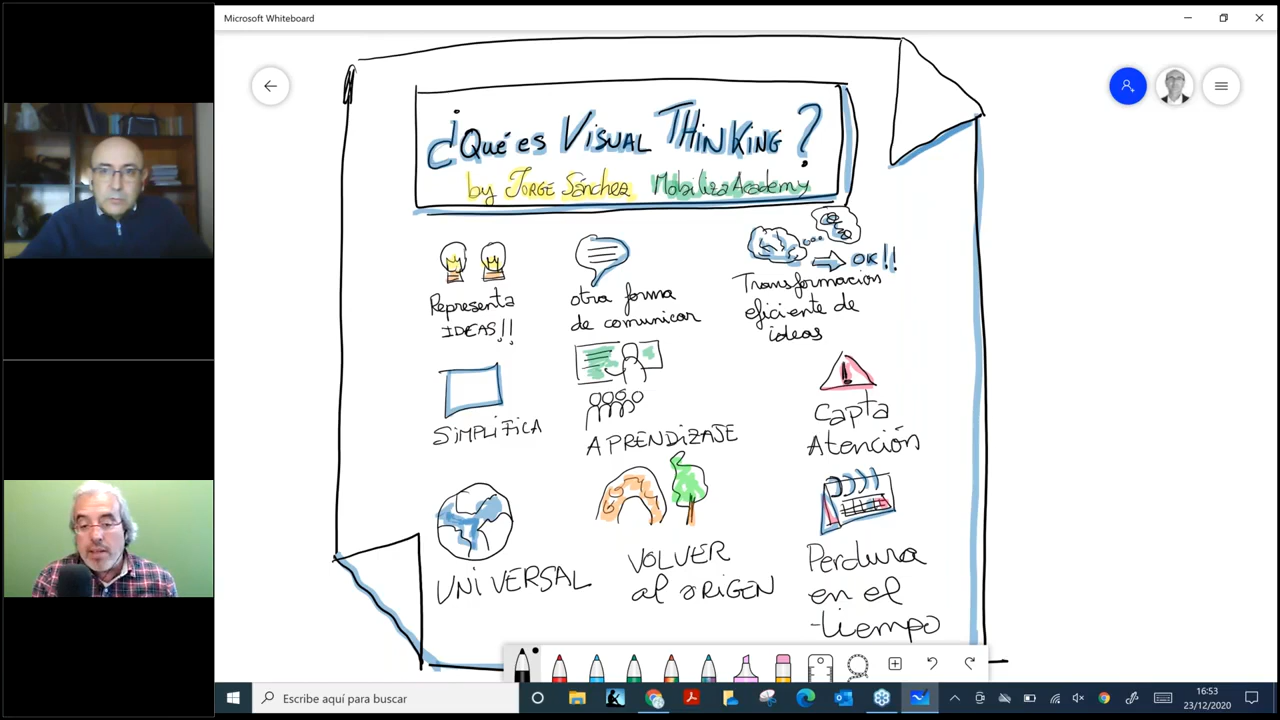 Microsoft Whiteboard
¿Qué es VISUAL THINKING?
by JORGE Sánchez MobilizaAcademy
Representa
IDEAS!!
otra forma
de comunicar
OK!!
Transformación
eficiente de
ideas
SIMPLIFICA
APRENDIZAJE
!
Capta
Atención
UNIVERSAL
VOLVER
al ORIGEN
Perdura
en el
tiempo
Escribe aquí para buscar
16:53
23/12/2020